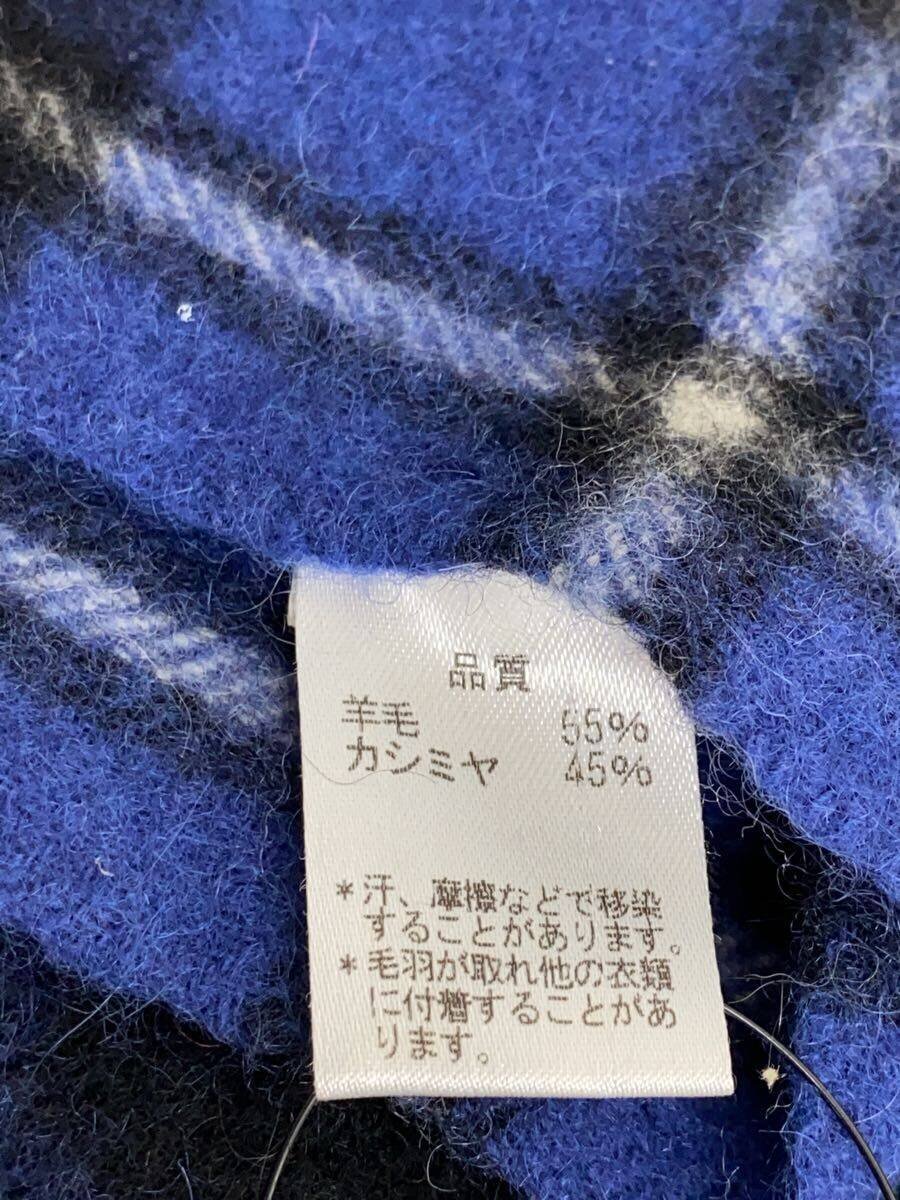 品質
羊毛 55%
カシミヤ 45%
*汗、摩擦などで移染
することがあります。
*毛羽が取れ他の衣類
に付着することがあ
ります。